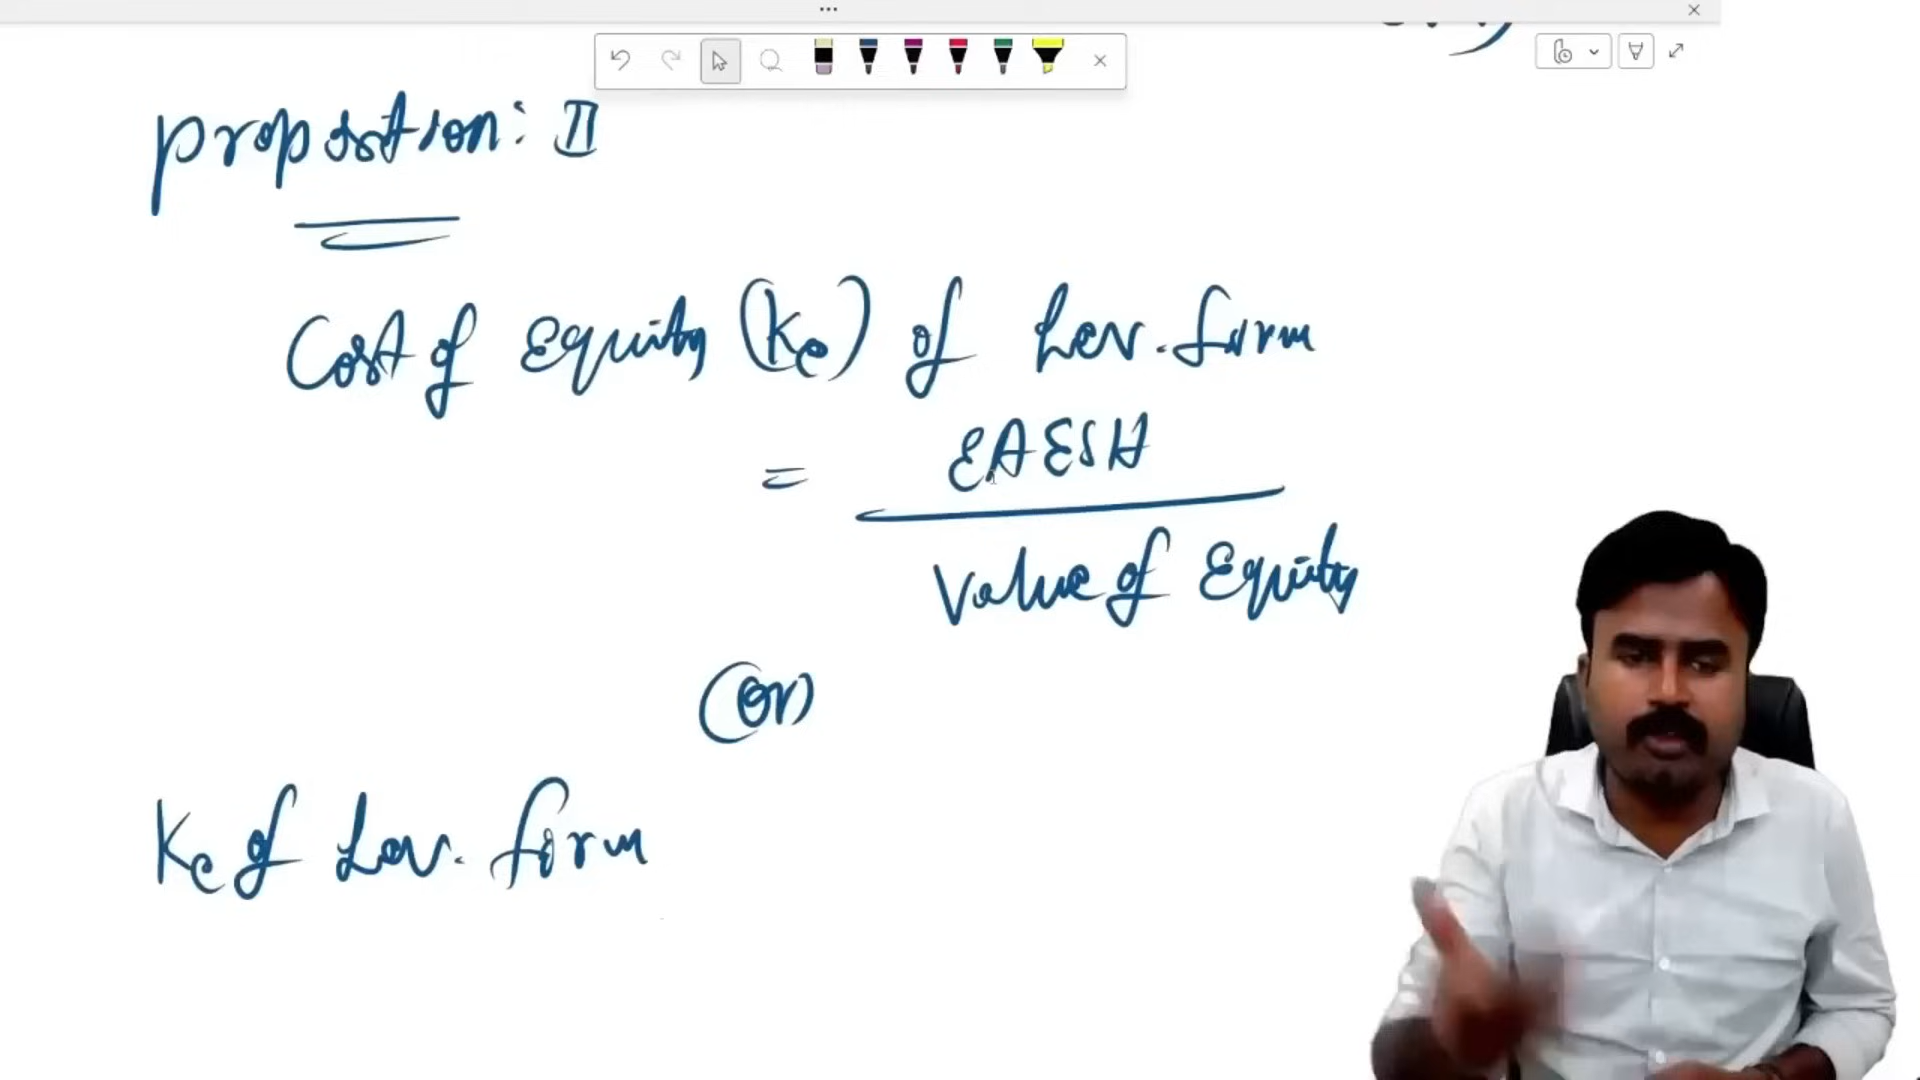 proposition: II
Cost of Equity (Ke) of Lev. firm
= EAESH
Value of Equity
(or)
Ke of Lev. firm